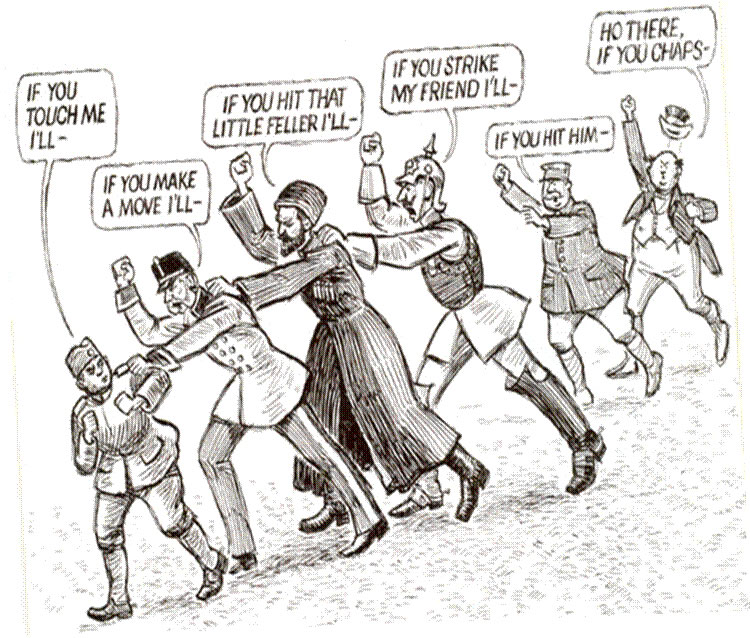 IF YOU
TOUCH ME
I'LL-
IF YOU MAKE
A MOVE I'LL-
IF YOU HIT THAT
LITTLE FELLER I'LL-
IF YOU STRIKE
MY FRIEND I'LL-
IF YOU HIT HIM-
HO THERE,
IF YOU CHAPS-